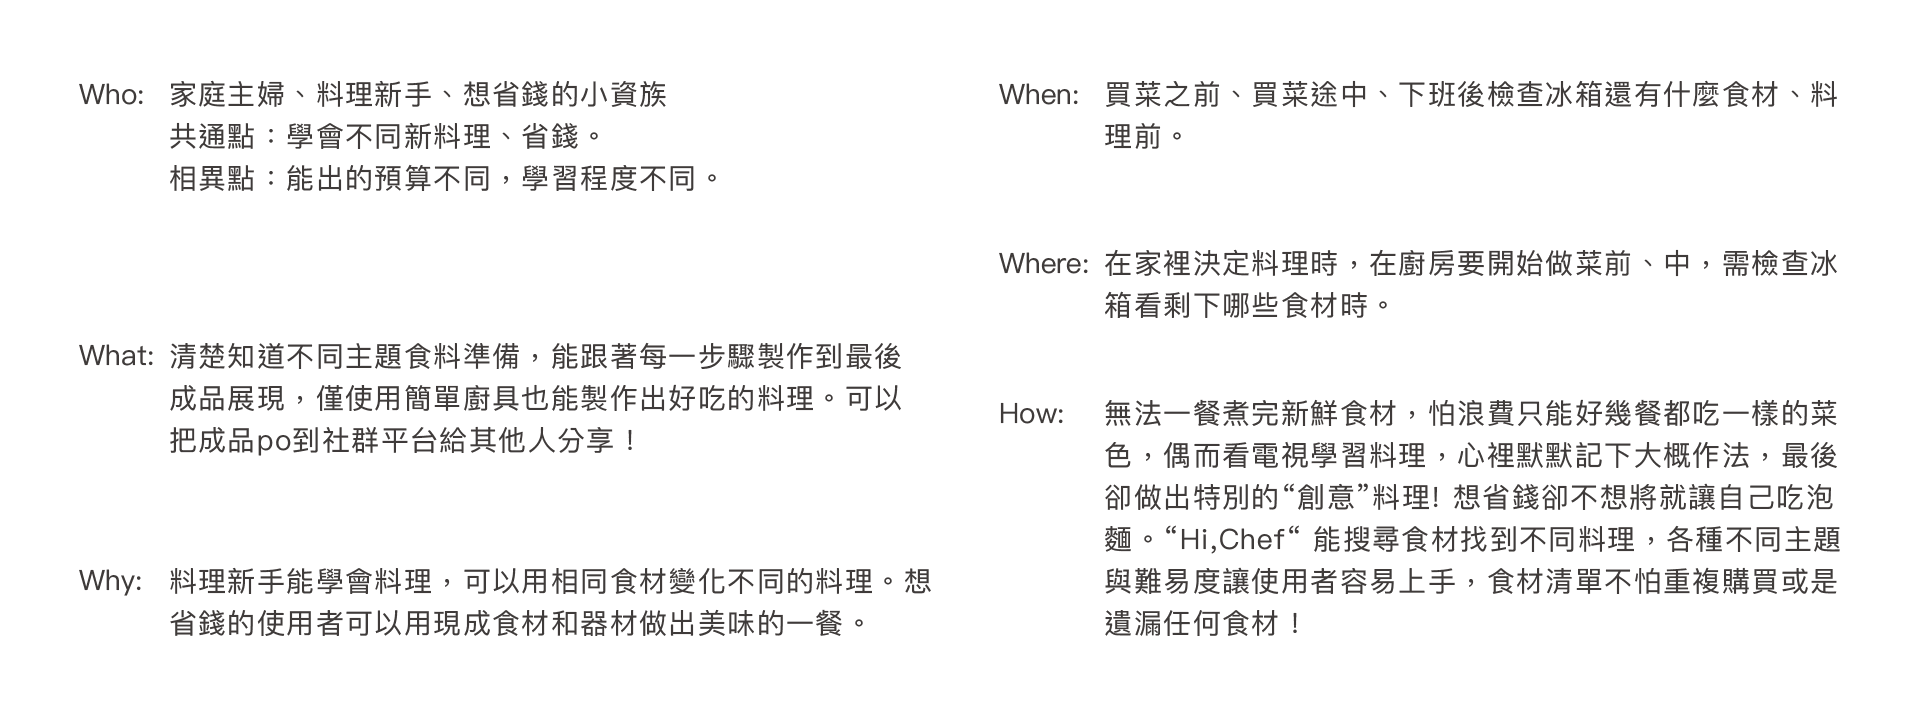 Who: 家庭主婦、料理新手、想省錢的小資族
共通點：學會不同新料理、省錢。
相異點：能出的預算不同，學習程度不同。
What: 清楚知道不同主題食料準備，能跟著每一步驟製作到最後
成品展現，僅使用簡單廚具也能製作出好吃的料理。可以
把成品po到社群平台給其他人分享！
Why: 料理新手能學會料理，可以用相同食材變化不同的料理。想
省錢的使用者可以用現成食材和器材做出美味的一餐。
When: 買菜之前、買菜途中、下班後檢查冰箱還有什麼食材、料
理前。
Where: 在家裡決定料理時，在廚房要開始做菜前、中，需檢查冰
箱看剩下哪些食材時。
How: 無法一餐煮完新鮮食材，怕浪費只能好幾餐都吃一樣的菜
色，偶而看電視學習料理，心裡默默記下大概作法，最後
卻做出特別的“創意”料理! 想省錢卻不想將就讓自己吃泡
麵。“Hi,Chef“ 能搜尋食材找到不同料理，各種不同主題
與難易度讓使用者容易上手，食材清單不怕重複購買或是
遺漏任何食材！